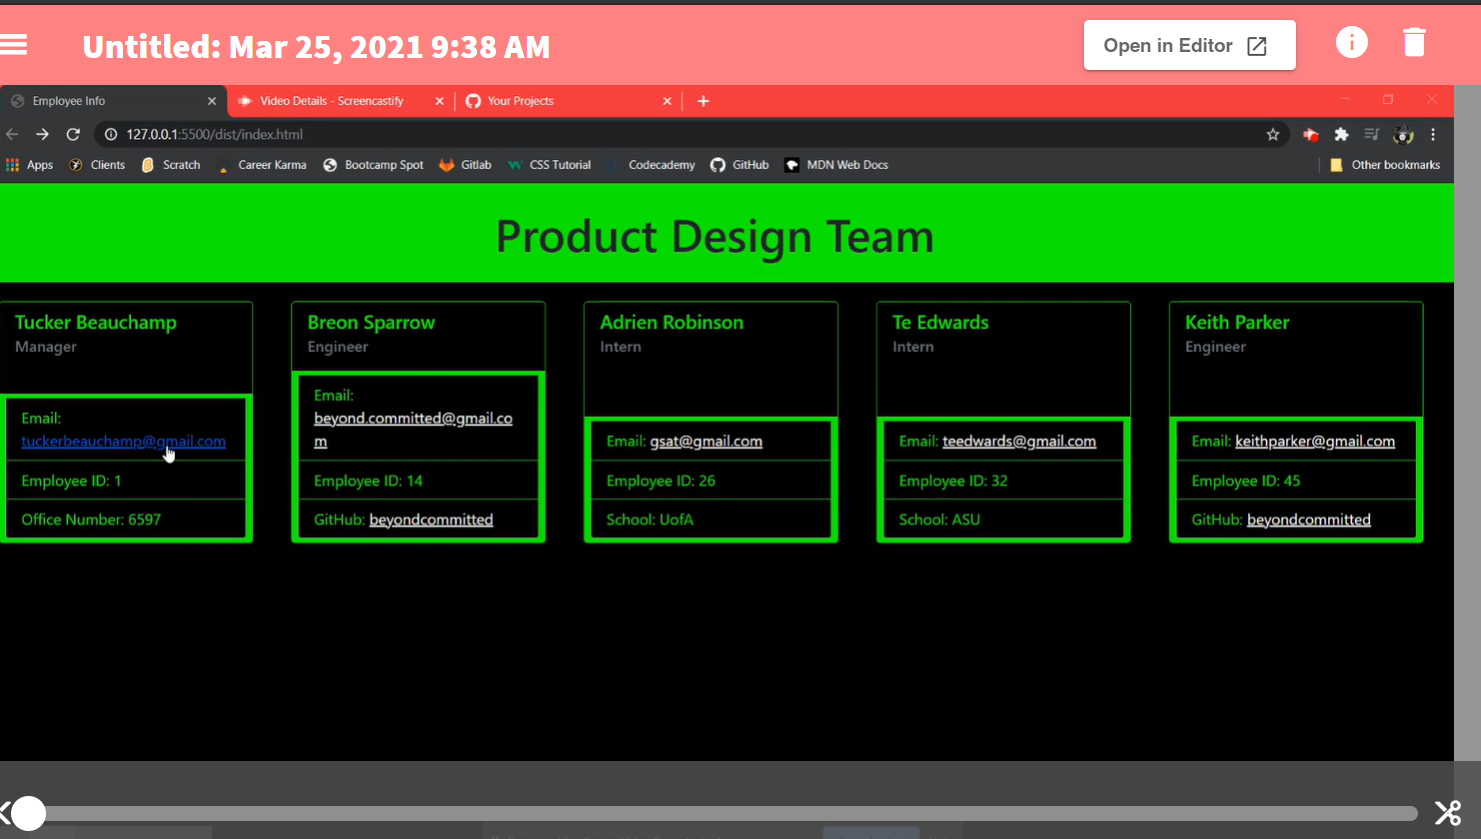 Untitled: Mar 25, 2021 9:38 AM
Open in Editor
Employee Info
Video Details - Screencastify
Your Projects
127.0.0.1:5500/dist/index.html
Apps
Clients
Scratch
Career Karma
Bootcamp Spot
Gitlab
CSS Tutorial
Codecademy
GitHub
MDN Web Docs
Other bookmarks
Product Design Team
Tucker Beauchamp
Manager
Email:
tuckerbeauchamp@gmail.com
Employee ID: 1
Office Number: 6597
Breon Sparrow
Engineer
Email:
beyond.committed@gmail.co
m
Employee ID: 14
GitHub: beyondcommitted
Adrien Robinson
Intern
Email: gsat@gmail.com
Employee ID: 26
School: UofA
Te Edwards
Intern
Email: teedwards@gmail.com
Employee ID: 32
School: ASU
Keith Parker
Engineer
Email: keithparker@gmail.com
Employee ID: 45
GitHub: beyondcommitted